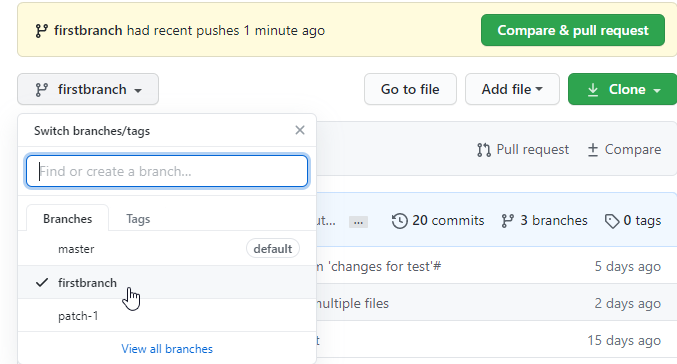 firstbranch had recent pushes 1 minute ago
Compare & pull request
firstbranch
Go to file
Add file
Clone
Switch branches/tags
Find or create a branch...
Pull request
Compare
Branches
Tags
... 20 commits 3 branches 0 tags
master default
'changes for test'# 5 days ago
firstbranch
multiple files 2 days ago
patch-1
15 days ago
View all branches